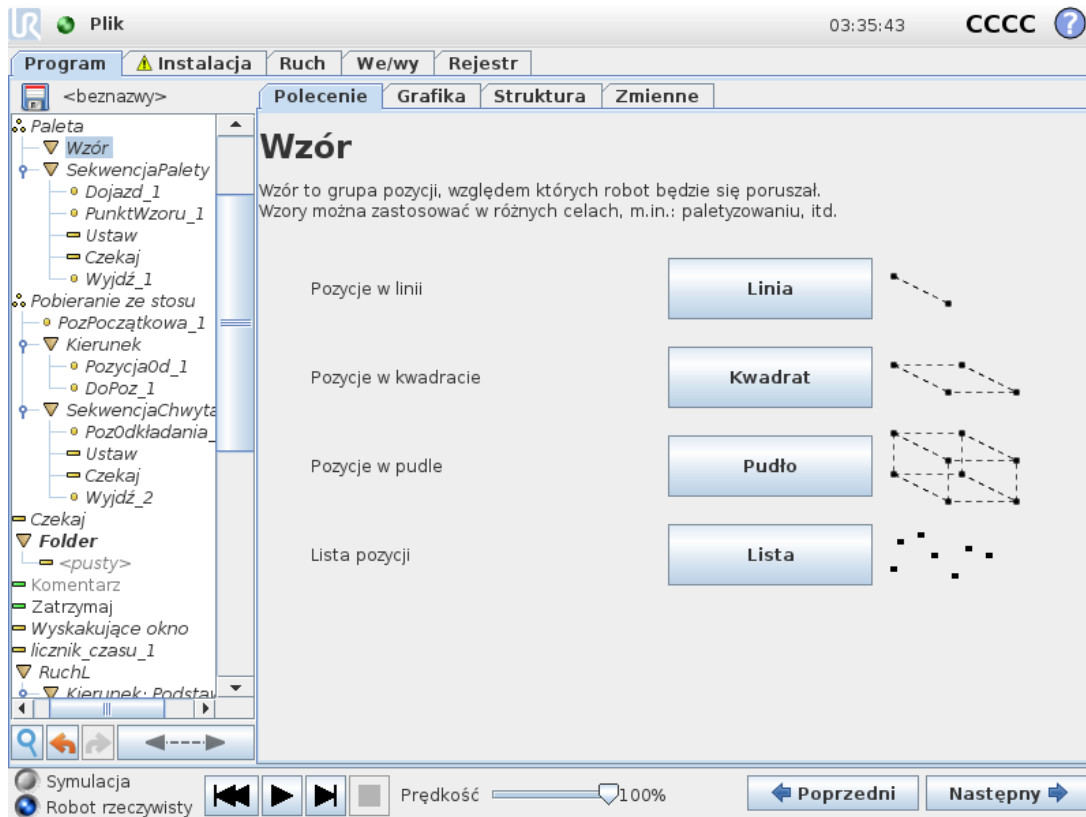 UR Plik 03:35:43 CCCC ?
Program Instalacja Ruch We/wy Rejestr
<beznazwy>
Polecenie Grafika Struktura Zmienne
Paleta
Wzór
SekwencjaPalety
Dojazd_1
PunktWzoru_1
Ustaw
Czekaj
Wyjdź_1
Pobieranie ze stosu
PozPoczątkowa_1
Kierunek
PozycjaOd_1
DoPoz_1
SekwencjaChwyta
PozOdkładania_
Ustaw
Czekaj
Wyjdź_2
Czekaj
Folder
<pusty>
Komentarz
Zatrzymaj
Wyskakujące okno
licznik_czasu_1
RuchL
Kierunek: Podstaw
Wzór
Wzór to grupa pozycji, względem których robot będzie się poruszał.
Wzory można zastosować w różnych celach, m.in.: paletyzowaniu, itd.
Pozycje w linii Linia
Pozycje w kwadracie Kwadrat
Pozycje w pudle Pudło
Lista pozycji Lista
Symulacja
Robot rzeczywisty
Prędkość 100%
Poprzedni Następny